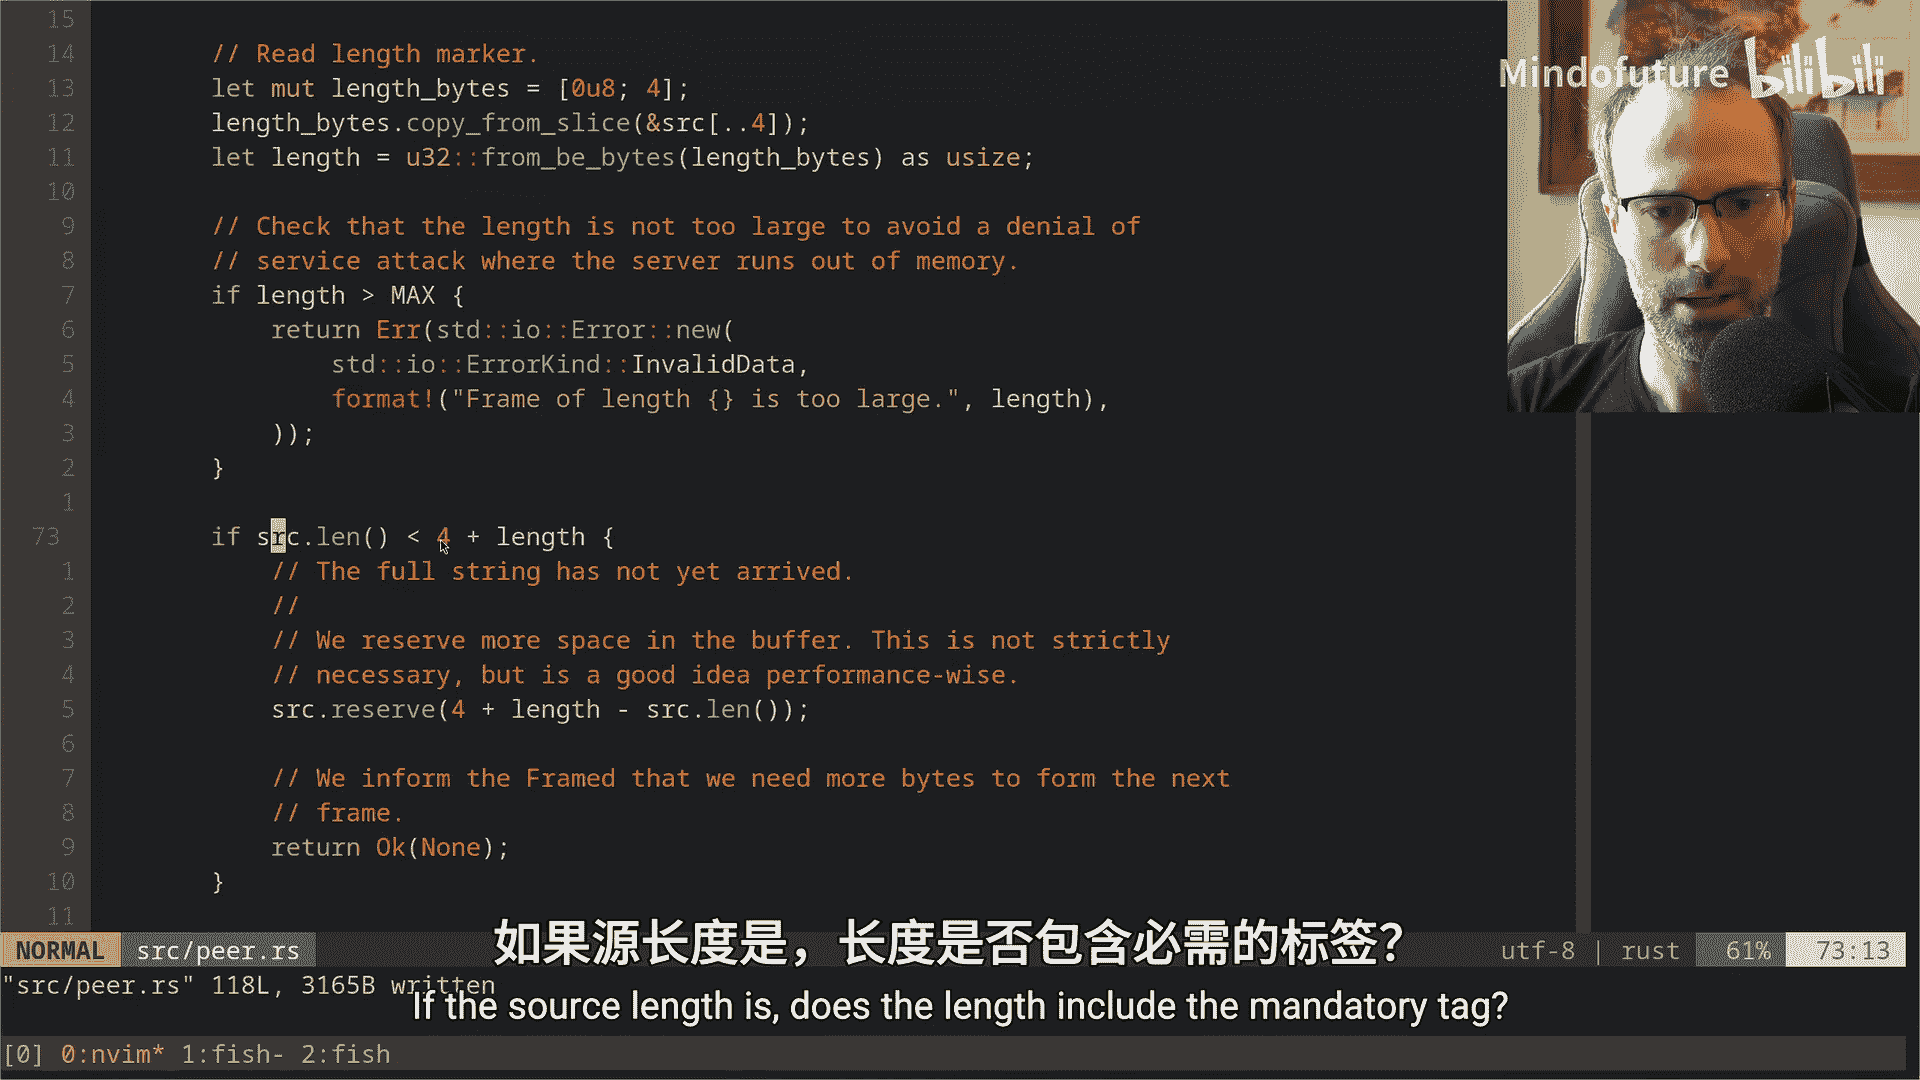 15
14 // Read length marker.
13 let mut length_bytes = [0u8; 4];
12 length_bytes.copy_from_slice(&src[..4]);
11 let length = u32::from_be_bytes(length_bytes) as usize;
10
9 // Check that the length is not too large to avoid a denial of
8 // service attack where the server runs out of memory.
7 if length > MAX {
6 return Err(std::io::Error::new(
5 std::io::ErrorKind::InvalidData,
4 format!("Frame of length {} is too large.", length),
3 ));
2 }
1
73 if src.len() < 4 + length {
1 // The full string has not yet arrived.
2 //
3 // We reserve more space in the buffer. This is not strictly
4 // necessary, but is a good idea performance-wise.
5 src.reserve(4 + length - src.len());
6
7 // We inform the Framed that we need more bytes to form the next
8 // frame.
9 return Ok(None);
10 }
11
Mindofuture bilibili
NORMAL src/peer.rs utf-8 | rust 61% 73:13
如果源长度是，长度是否包含必需的标签？
"src/peer.rs" 118L, 3165B written
If the source length is, does the length include the mandatory tag?
[0] 0:nvim* 1:fish- 2:fish